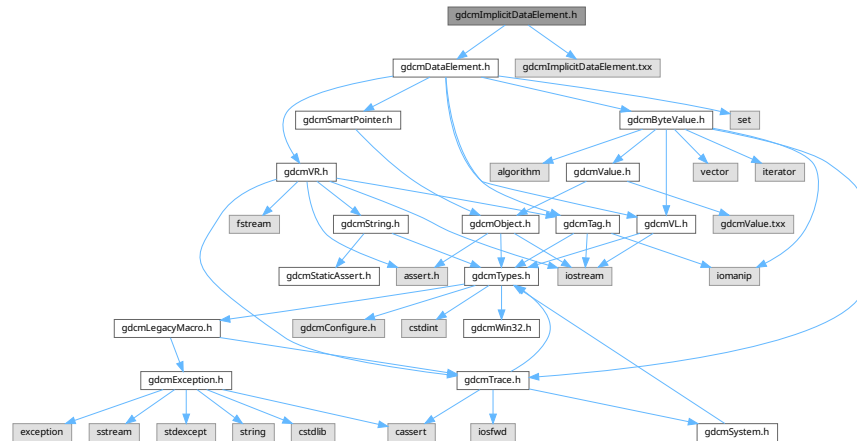 gdcmImplicitDataElement.h
gdcmDataElement.h
gdcmImplicitDataElement.txx
gdcmSmartPointer.h
gdcmByteValue.h
set
gdcmVR.h
algorithm
gdcmValue.h
vector
iterator
fstream
gdcmString.h
gdcmObject.h
gdcmTag.h
gdcmVL.h
gdcmValue.txx
gdcmStaticAssert.h
assert.h
gdcmTypes.h
iostream
iomanip
gdcmLegacyMacro.h
gdcmConfigure.h
cstdint
gdcmWin32.h
gdcmException.h
gdcmTrace.h
exception
sstream
stdexcept
string
cstdlib
cassert
iosfwd
gdcmSystem.h